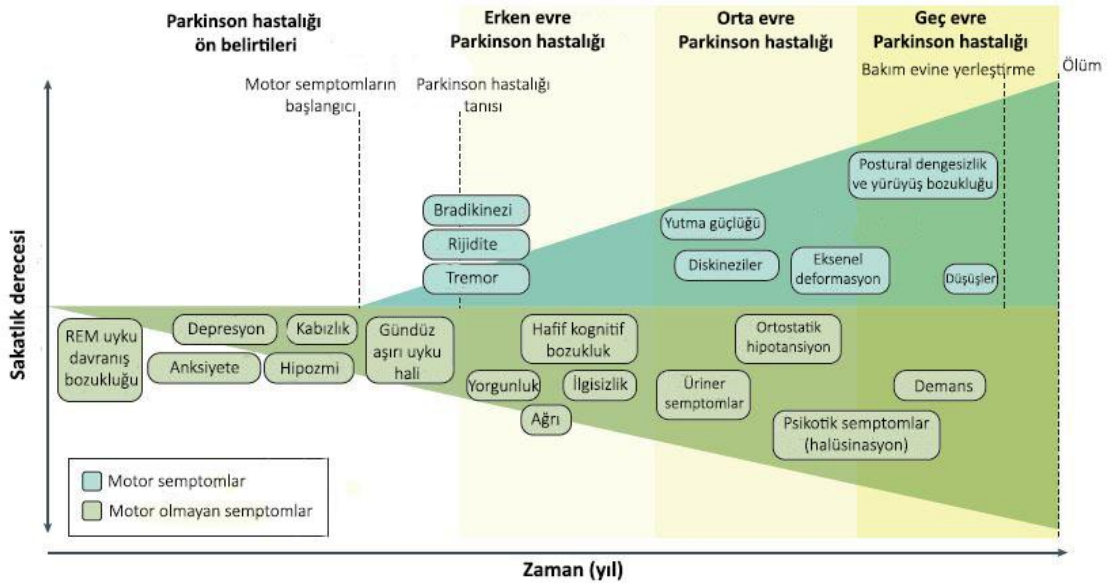 Parkinson hastalığı
ön belirtileri
Erken evre
Parkinson hastalığı
Orta evre
Parkinson hastalığı
Geç evre
Parkinson hastalığı
Motor semptomların
başlangıcı
Parkinson hastalığı
tanısı
Bakım evine yerleştirme
Ölüm
Sakatlık derecesi
Bradikinezi
Rijidite
Tremor
Yutma güçlüğü
Diskineziler
Eksenel
deformasyon
Postural dengesizlik
ve yürüyüş bozukluğu
Düşüşler
REM uyku
davranış
bozukluğu
Depresyon
Anksiyete
Kabızlık
Hipozmi
Gündüz
aşırı uyku
hali
Hafif kognitif
bozukluk
Yorgunluk
İlgisizlik
Ağrı
Ortostatik
hipotansiyon
Üriner
semptomlar
Demans
Psikotik semptomlar
(halüsinasyon)
Motor semptomlar
Motor olmayan semptomlar
Zaman (yıl)